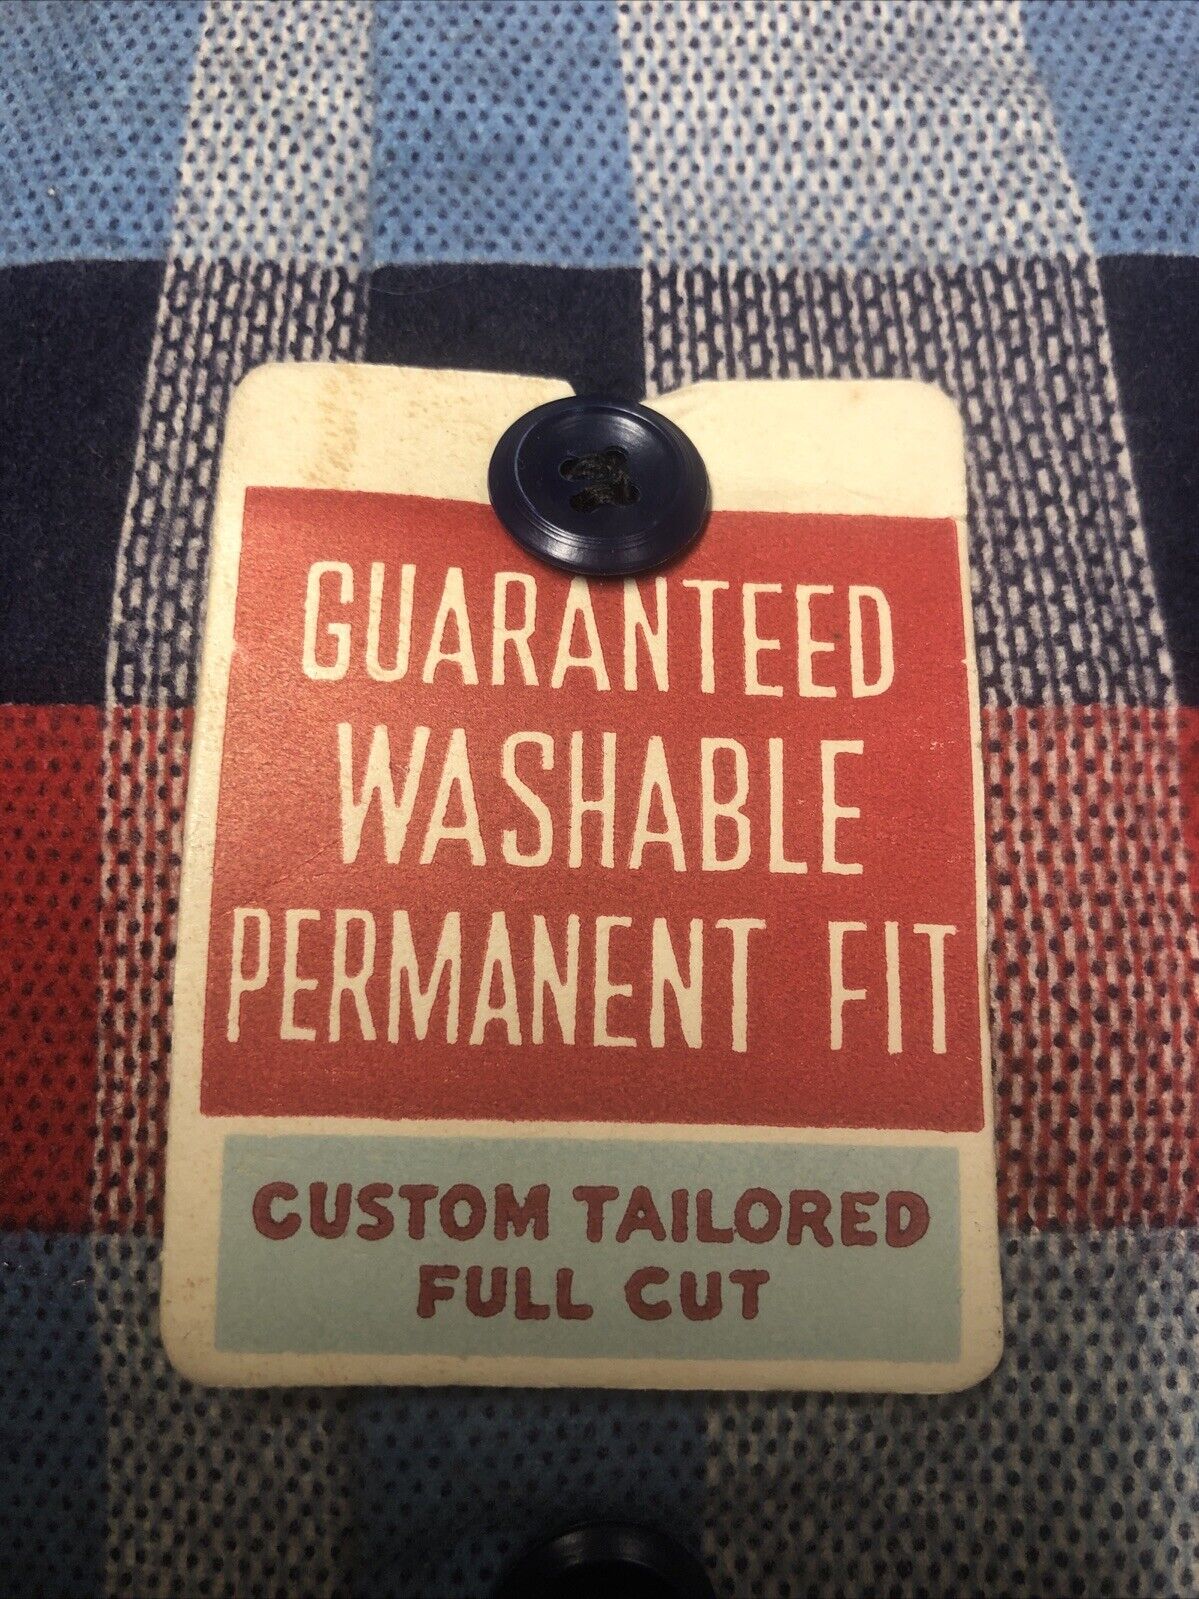 GUARANTEED
WASHABLE
PERMANENT FIT
CUSTOM TAILORED
FULL CUT